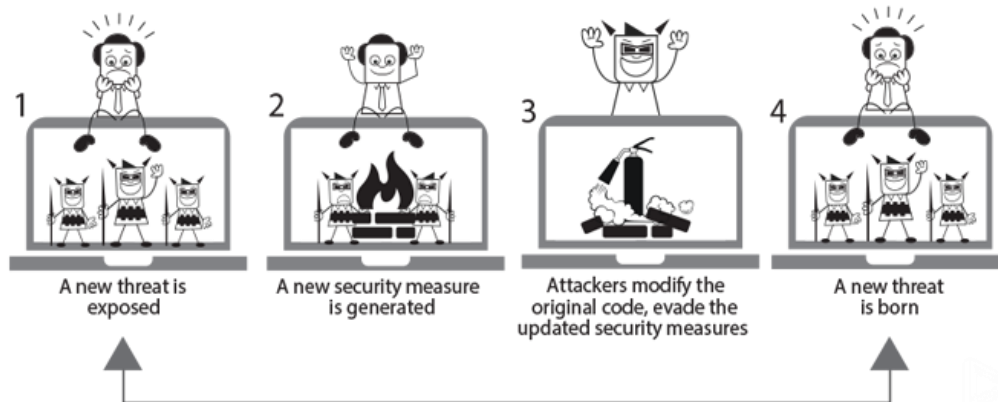 1
A new threat is
exposed
2
A new security measure
is generated
3
Attackers modify the
original code, evade the
updated security measures
4
A new threat
is born